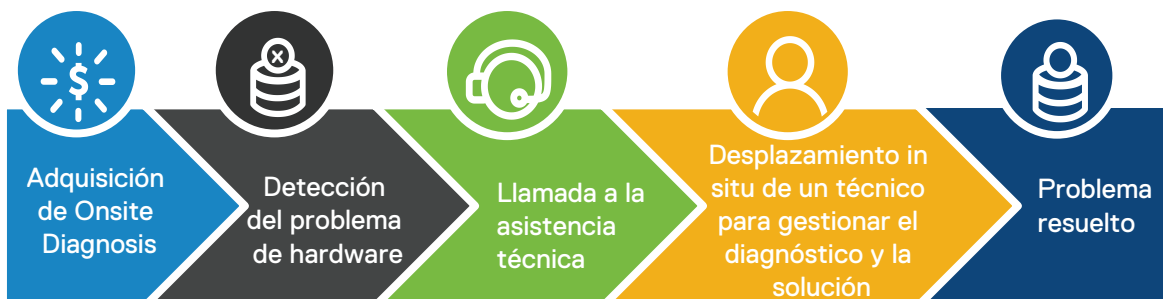 $
Adquisición
de Onsite
Diagnosis
Detección
del problema
de hardware
Llamada a la
asistencia
técnica
Desplazamiento in
situ de un técnico
para gestionar el
diagnóstico y la
solución
Problema
resuelto